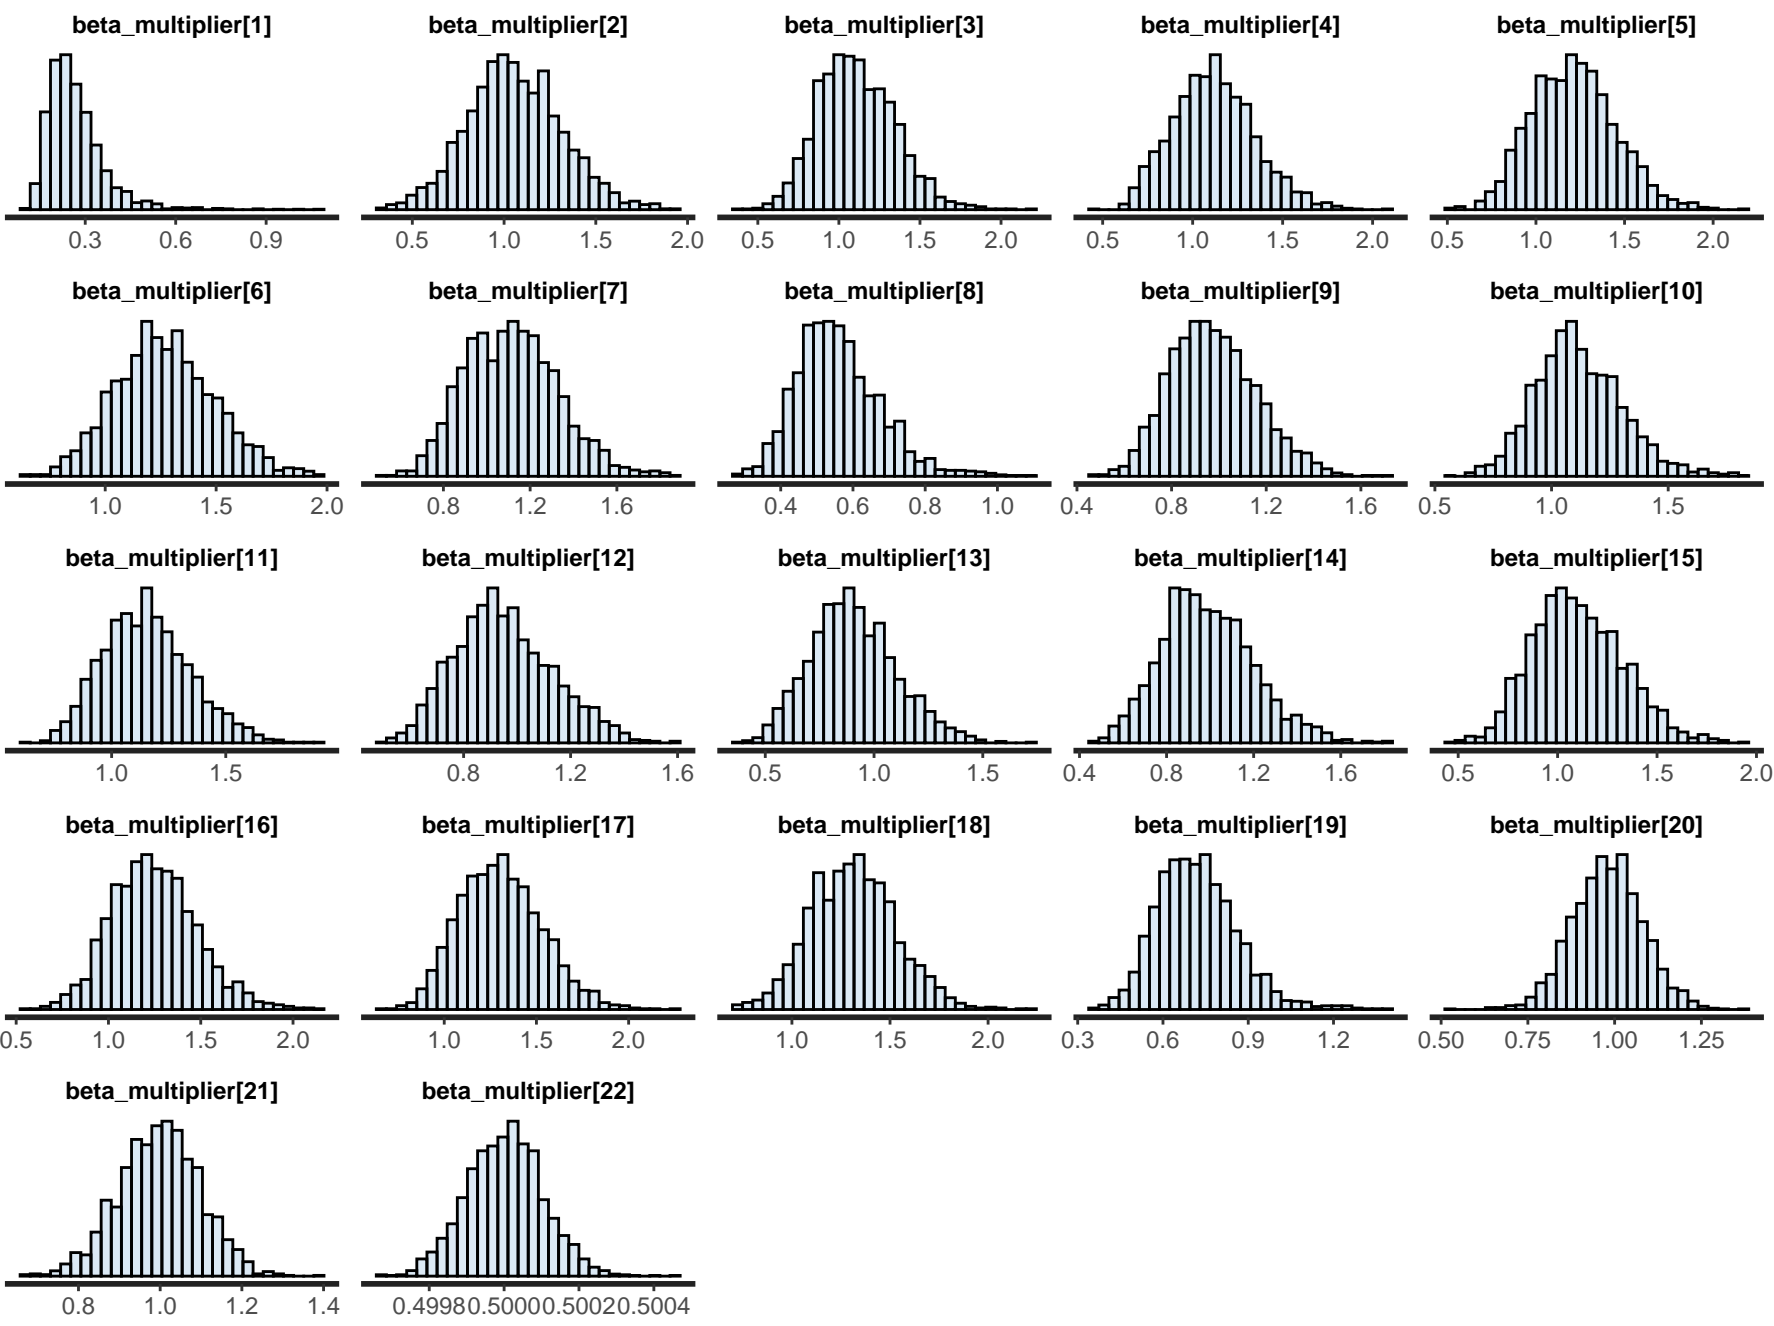 beta_multiplier[1] beta_multiplier[2] beta_multiplier[3] beta_multiplier[4] beta_multiplier[5]
0.3 0.6 0.9 0.5 1.0 1.5 2.0 0.5 1.0 1.5 2.0 0.5 1.0 1.5 2.0 0.5 1.0 1.5 2.0
beta_multiplier[6] beta_multiplier[7] beta_multiplier[8] beta_multiplier[9] beta_multiplier[10]
1.0 1.5 2.0 0.8 1.2 1.6 0.4 0.6 0.8 1.0 0.4 0.8 1.2 1.6 0.5 1.0 1.5
beta_multiplier[11] beta_multiplier[12] beta_multiplier[13] beta_multiplier[14] beta_multiplier[15]
1.0 1.5 0.8 1.2 1.6 0.5 1.0 1.5 0.4 0.8 1.2 1.6 0.5 1.0 1.5 2.0
beta_multiplier[16] beta_multiplier[17] beta_multiplier[18] beta_multiplier[19] beta_multiplier[20]
0.5 1.0 1.5 2.0 1.0 1.5 2.0 1.0 1.5 2.0 0.3 0.6 0.9 1.2 0.50 0.75 1.00 1.25
beta_multiplier[21] beta_multiplier[22]
0.8 1.0 1.2 1.4 0.4998 0.5000 0.5002 0.5004